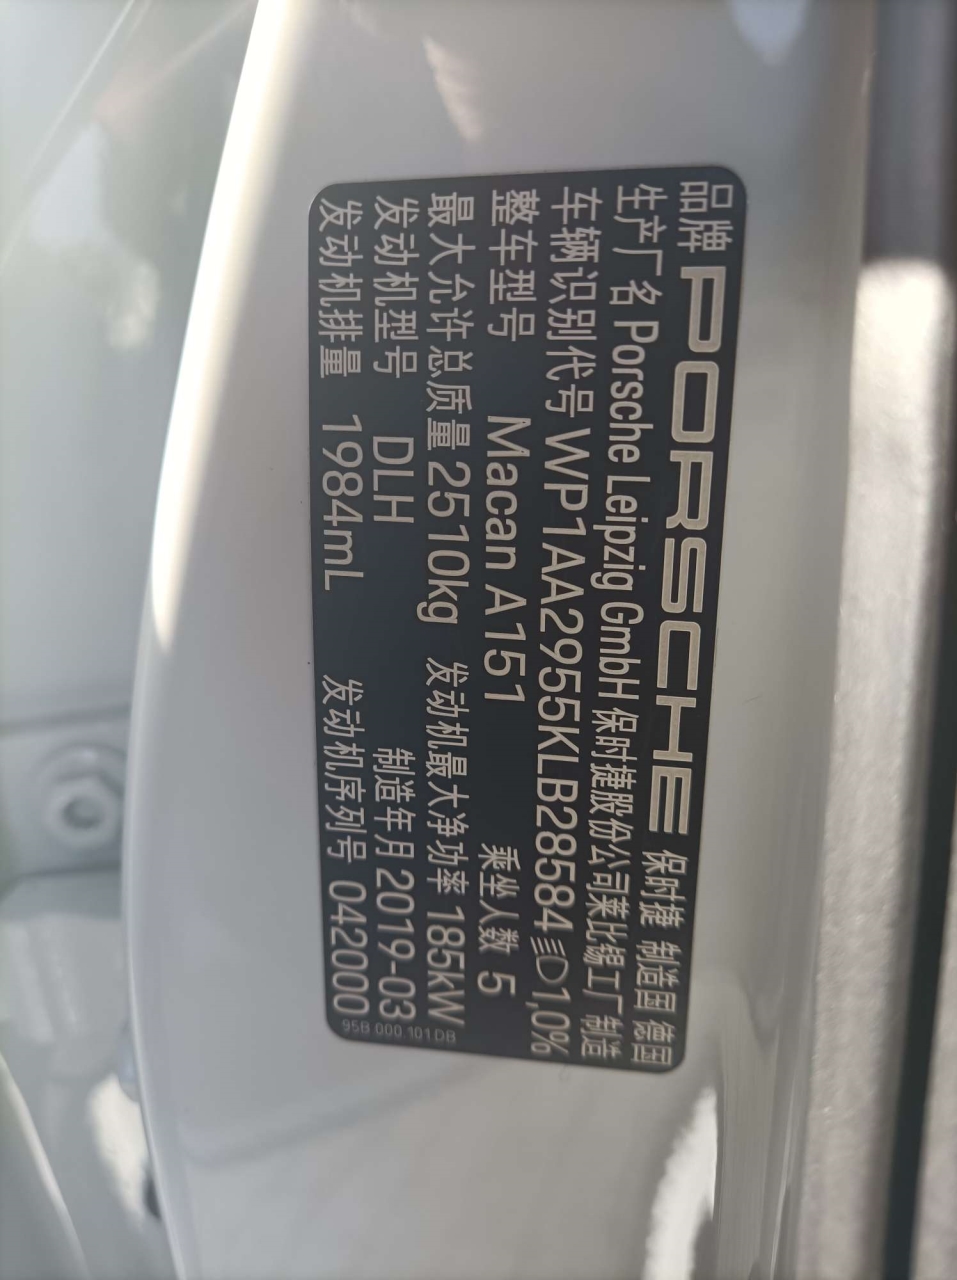 品牌 PORSCHE 保时捷 制造国 德国
生产厂名 Porsche Leipzig GmbH 保时捷股份公司莱比锡工厂制造
车辆识别代号 WP1AA2955KLB28584 1,0%
整车型号 Macan A151 乘坐人数 5
最大允许总质量 2510kg 发动机最大净功率 185kW
发动机型号 DLH 制造年月 2019-03
发动机排量 1984mL 发动机序列号 042000
95B 000.101 DB